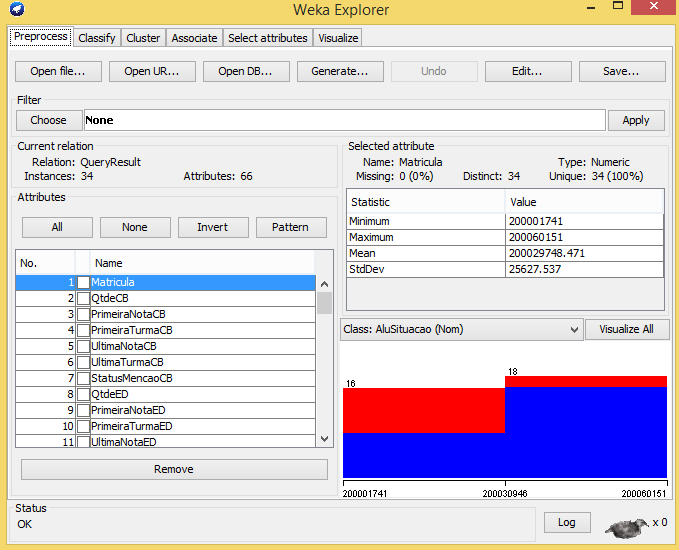 Weka Explorer
Preprocess Classify Cluster Associate Select attributes Visualize
Open file... Open UR... Open DB... Generate... Undo Edit... Save...
Filter
Choose None Apply
Current relation
Relation: QueryResult
Instances: 34 Attributes: 66
Attributes
All None Invert Pattern
No. Name
1 Matricula
2 QtdeCB
3 PrimeiraNotaCB
4 PrimeiraTurmaCB
5 UltimaNotaCB
6 UltimaTurmaCB
7 StatusMencaoCB
8 QtdeED
9 PrimeiraNotaED
10 PrimeiraTurmaED
11 UltimaNotaED
Remove
Selected attribute
Name: Matricula Type: Numeric
Missing: 0 (0%) Distinct: 34 Unique: 34 (100%)
Statistic Value
Minimum 200001741
Maximum 200060151
Mean 200029748.471
StdDev 25627.537
Class: AluSituacao (Nom) Visualize All
16 18
200001741 200030946 200060151
Status
OK
Log x 0